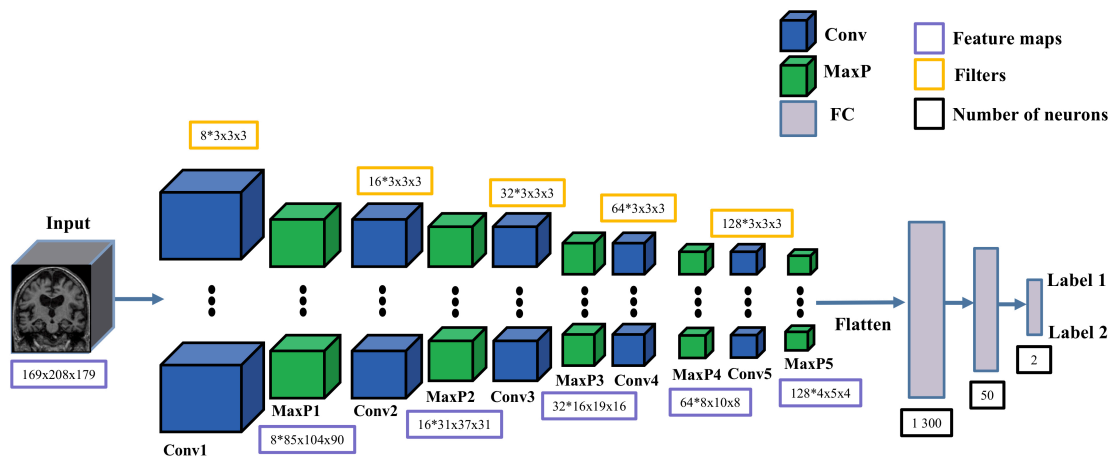 Conv
MaxP
FC
Feature maps
Filters
Number of neurons
8*3x3x3
16*3x3x3
32*3x3x3
64*3x3x3
128*3x3x3
Input
169x208x179
Conv1
MaxP1
Conv2
MaxP2
Conv3
MaxP3
Conv4
MaxP4
Conv5
MaxP5
8*85x104x90
16*31x37x31
32*16x19x16
64*8x10x8
128*4x5x4
Flatten
1 300
50
2
Label 1
Label 2